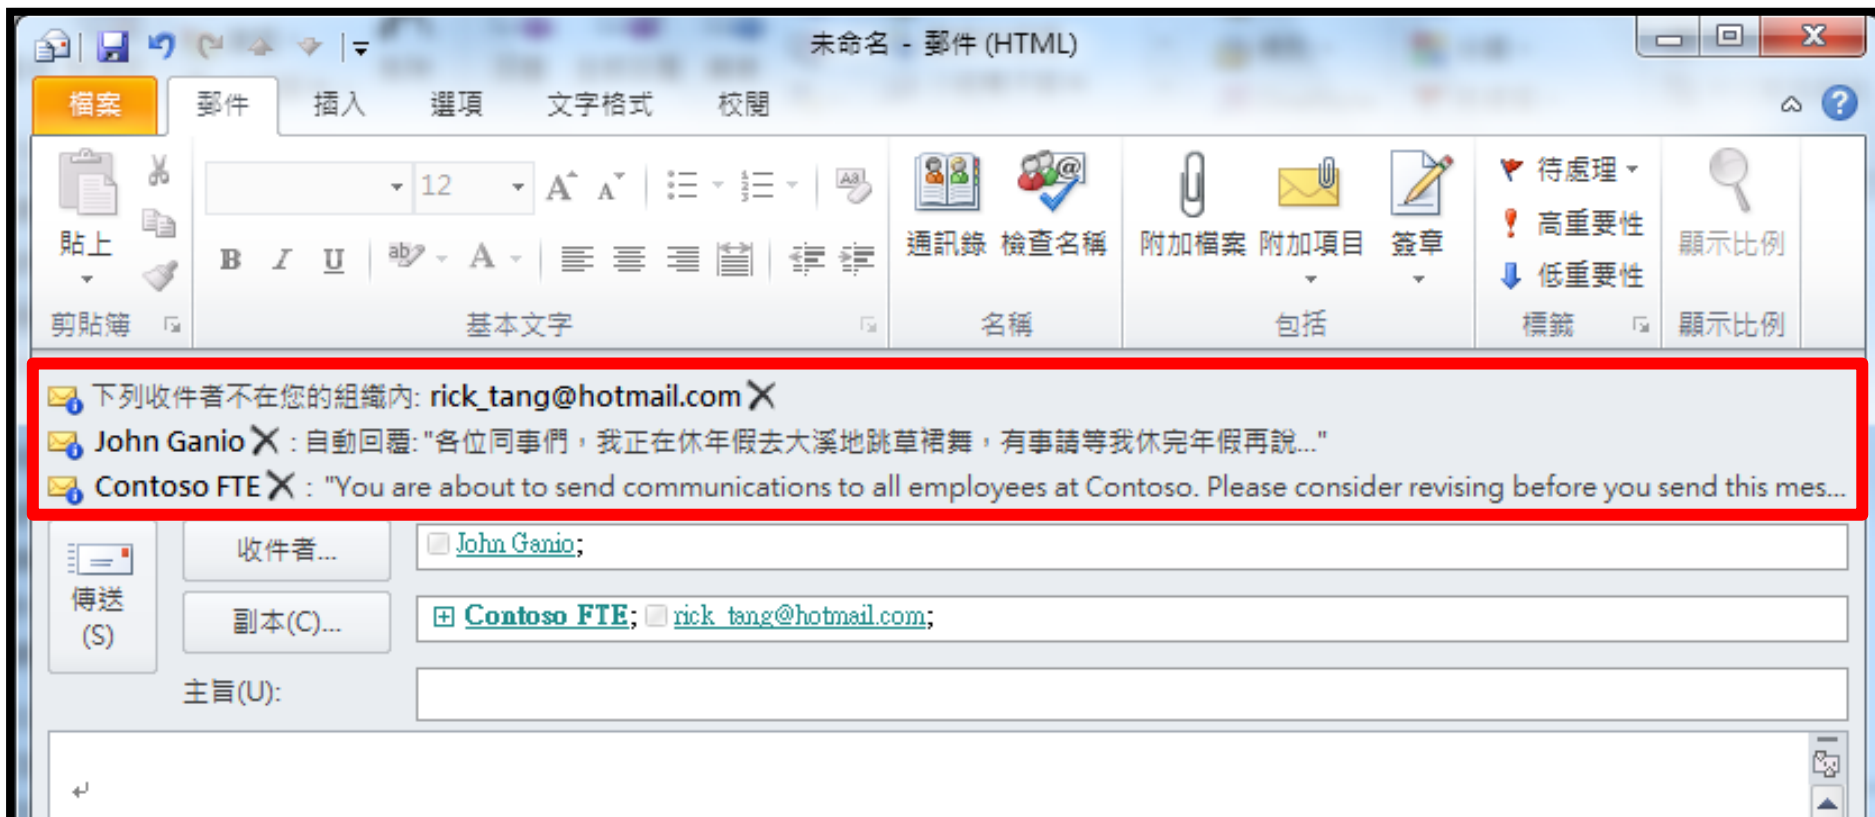 未命名 - 郵件 (HTML)
檔案 郵件 插入 選項 文字格式 校閱
貼上
12
B I U
通訊錄 檢查名稱
附加檔案 附加項目 簽章
待處理
高重要性
低重要性
顯示比例
剪貼簿 基本文字 名稱 包括 標籤 顯示比例
下列收件者不在您的組織內: rick_tang@hotmail.com
John Ganio : 自動回覆: "各位同事們，我正在休年假去大溪地跳草裙舞，有事請等我休完年假再說..."
Contoso FTE : "You are about to send communications to all employees at Contoso. Please consider revising before you send this mes...
傳送
(S)
收件者... John Ganio;
副本(C)... Contoso FTE; rick_tang@hotmail.com;
主旨(U):